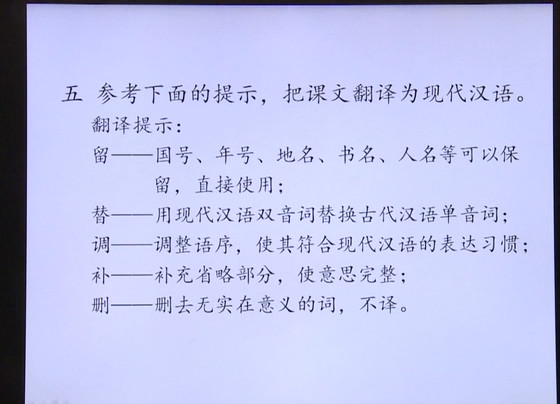 五 参考下面的提示，把课文翻译为现代汉语。
翻译提示：
留——国号、年号、地名、书名、人名等可以保
留，直接使用；
替——用现代汉语双音词替换古代汉语单音词；
调——调整语序，使其符合现代汉语的表达习惯；
补——补充省略部分，使意思完整；
删——删去无实在意义的词，不译。